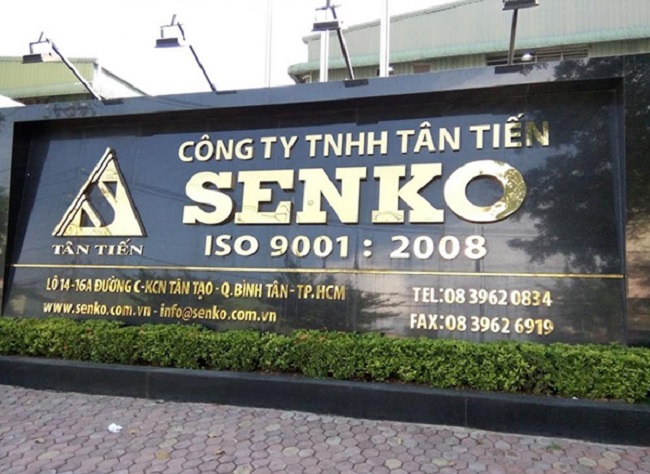 CÔNG TY TNHH TÂN TIẾN
SENKO
ISO 9001 : 2008
TÂN TIẾN
LÔ 14-16A ĐƯỜNG C-KCN TÂN TẠO - Q.BÌNH TÂN - TP.HCM
www.senko.com.vn - info@senko.com.vn
TEL:08 3962 0834
FAX:08 3962 6919